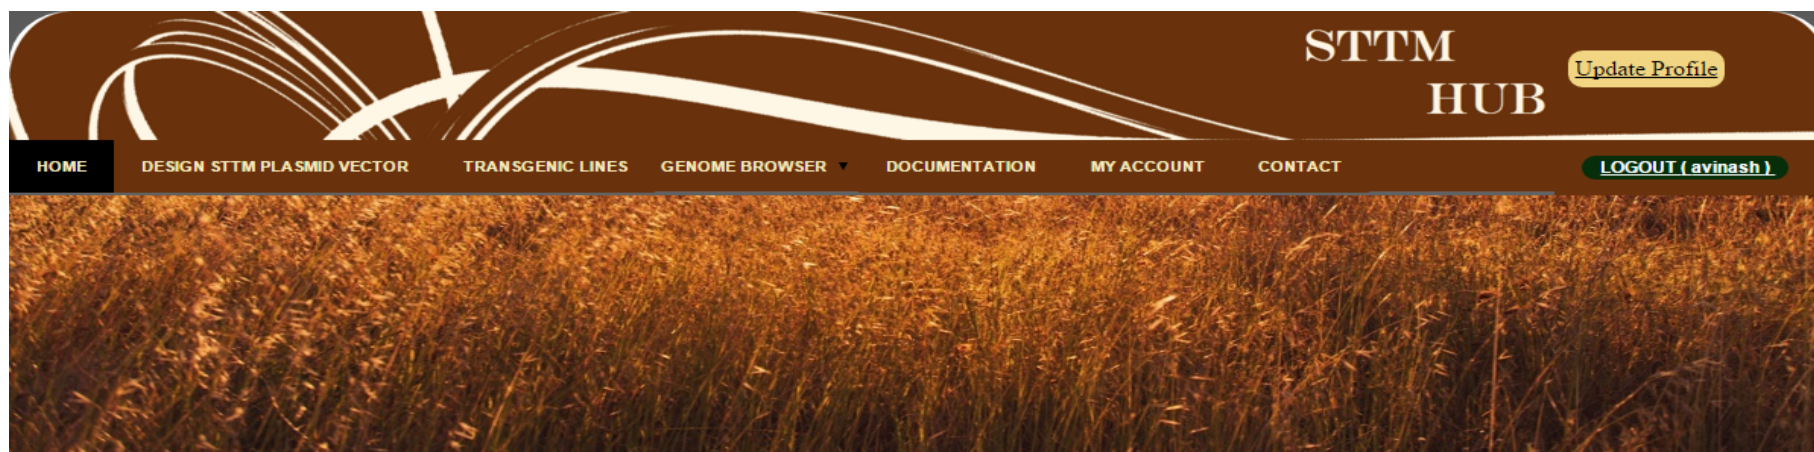 STTM
HUB
Update Profile
HOME DESIGN STTM PLASMID VECTOR TRANSGENIC LINES GENOME BROWSER ▼ DOCUMENTATION MY ACCOUNT CONTACT LOGOUT ( avinash )